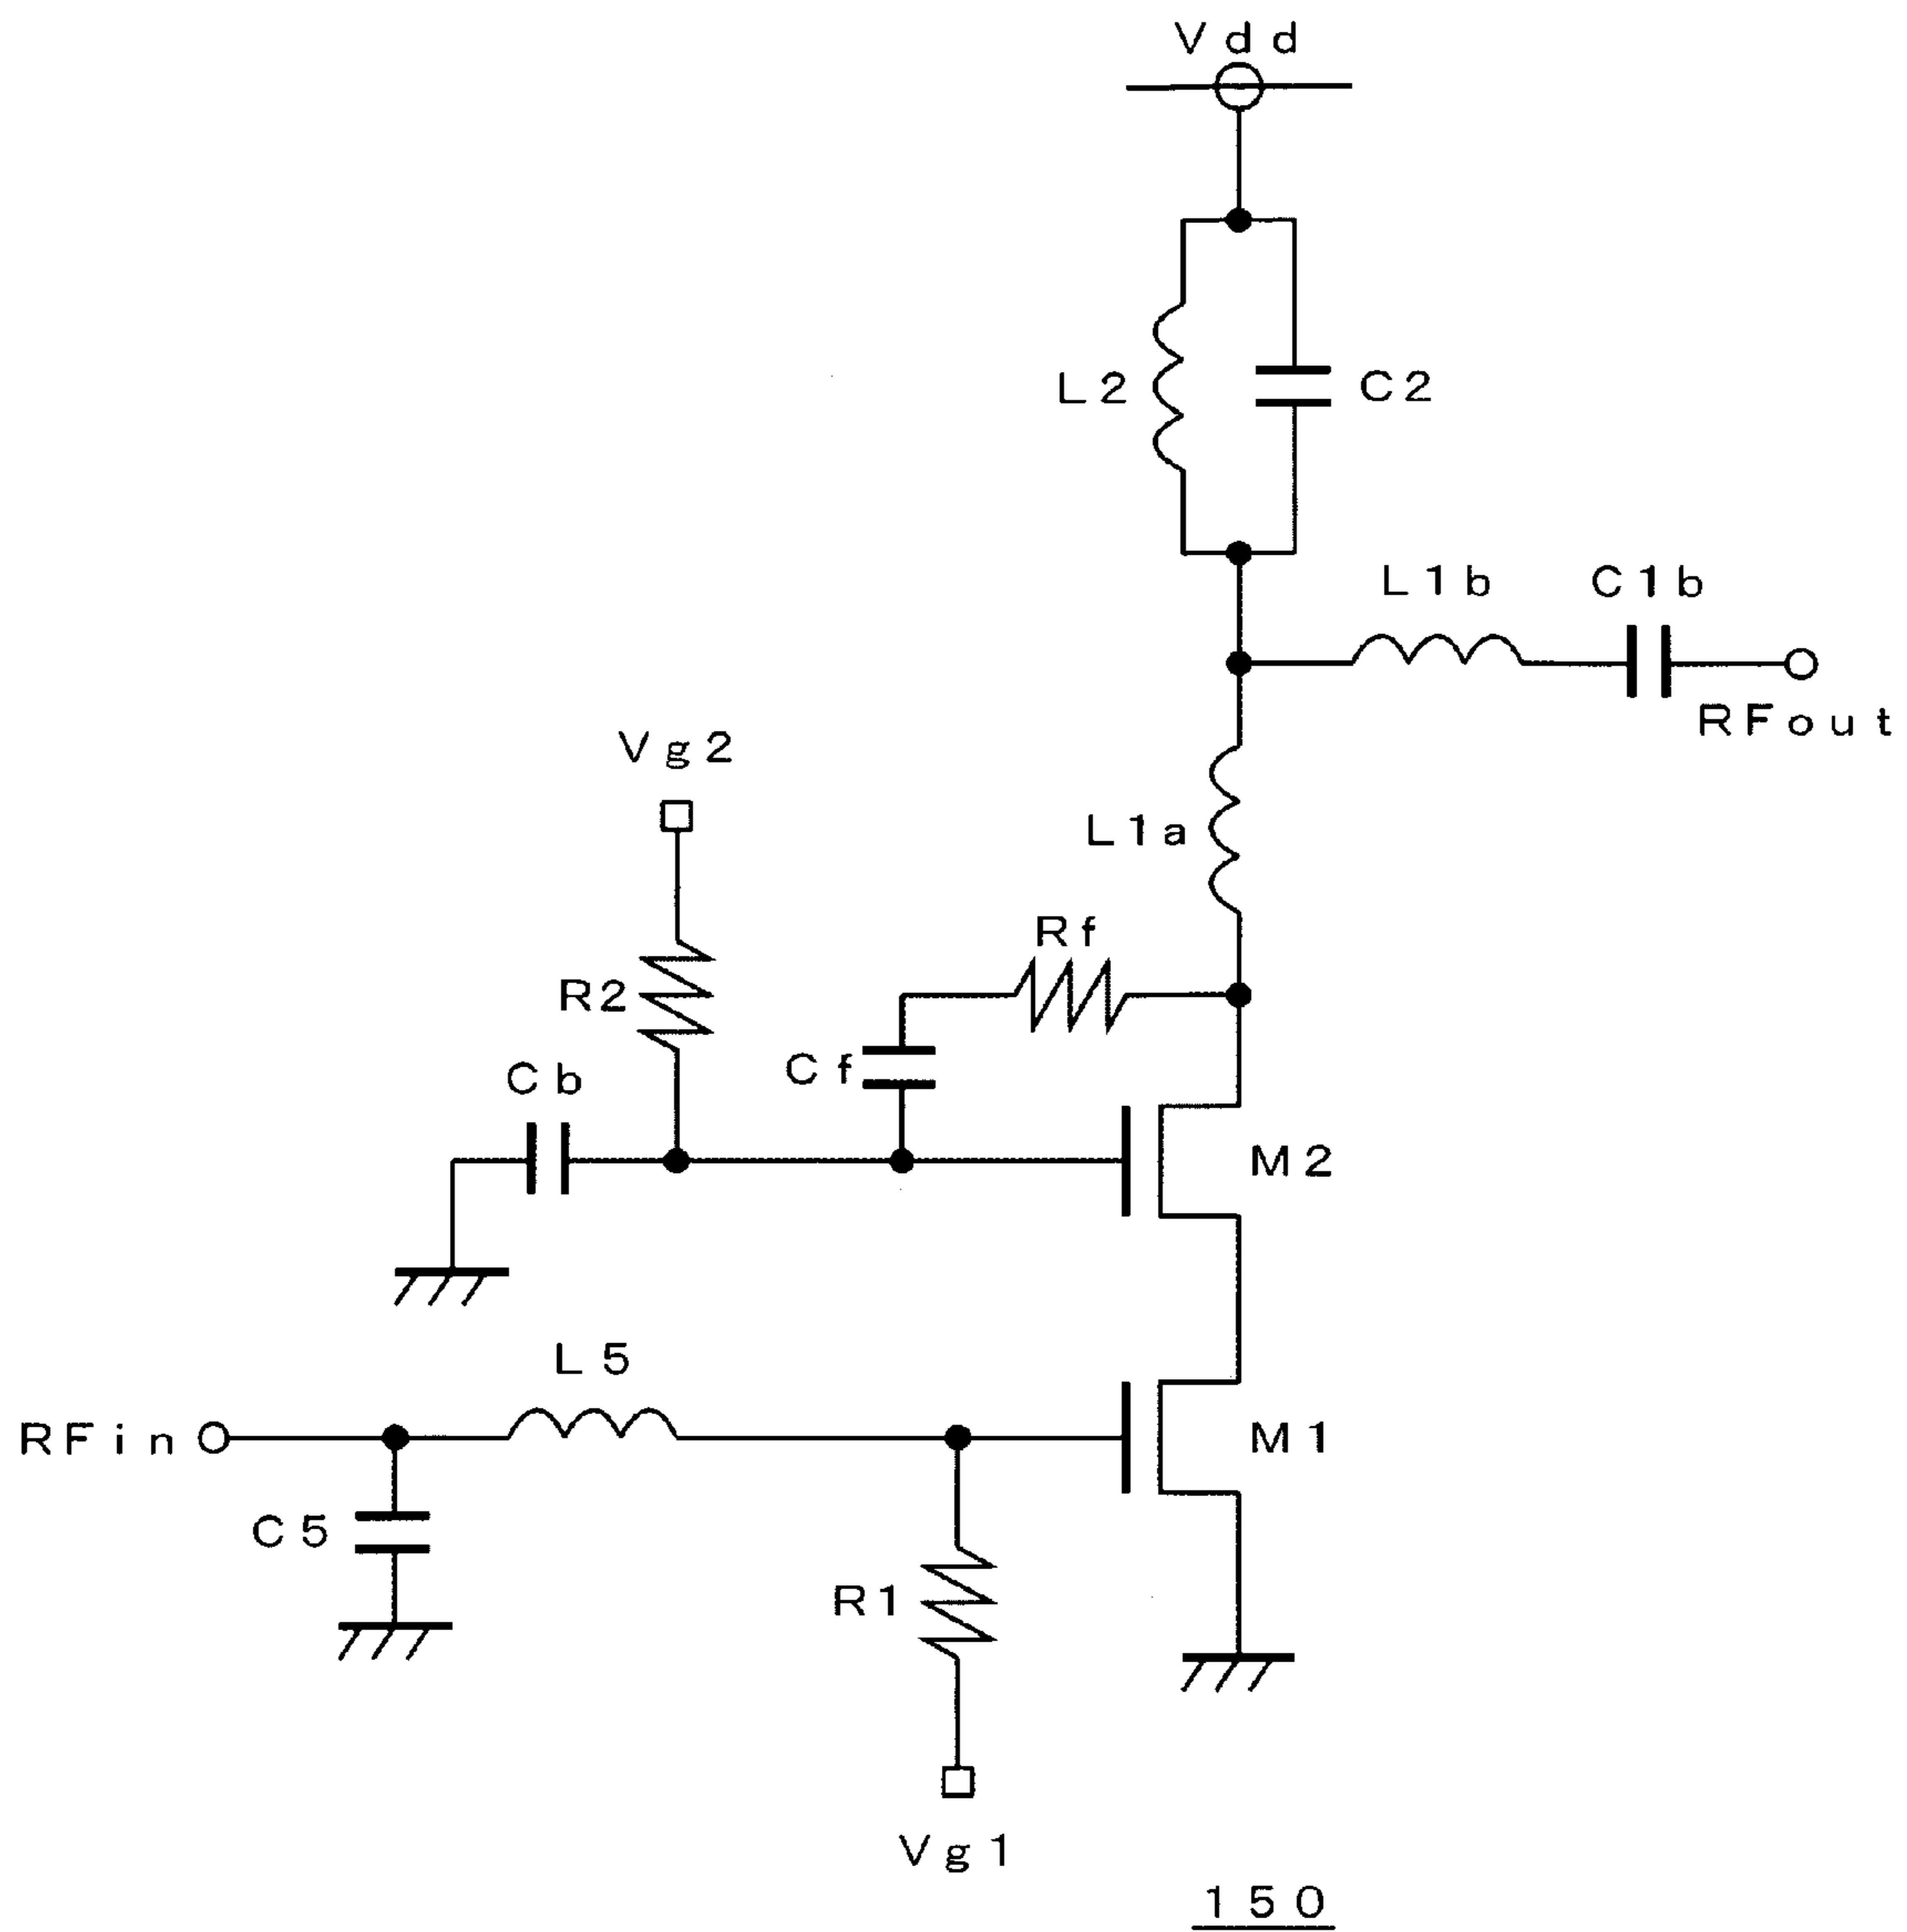 Vdd
L2
C2
L1b
C1b
RFout
Vg2
L1a
Rf
R2
Cf
Cb
M2
L5
RFin
M1
C5
R1
Vg1
150